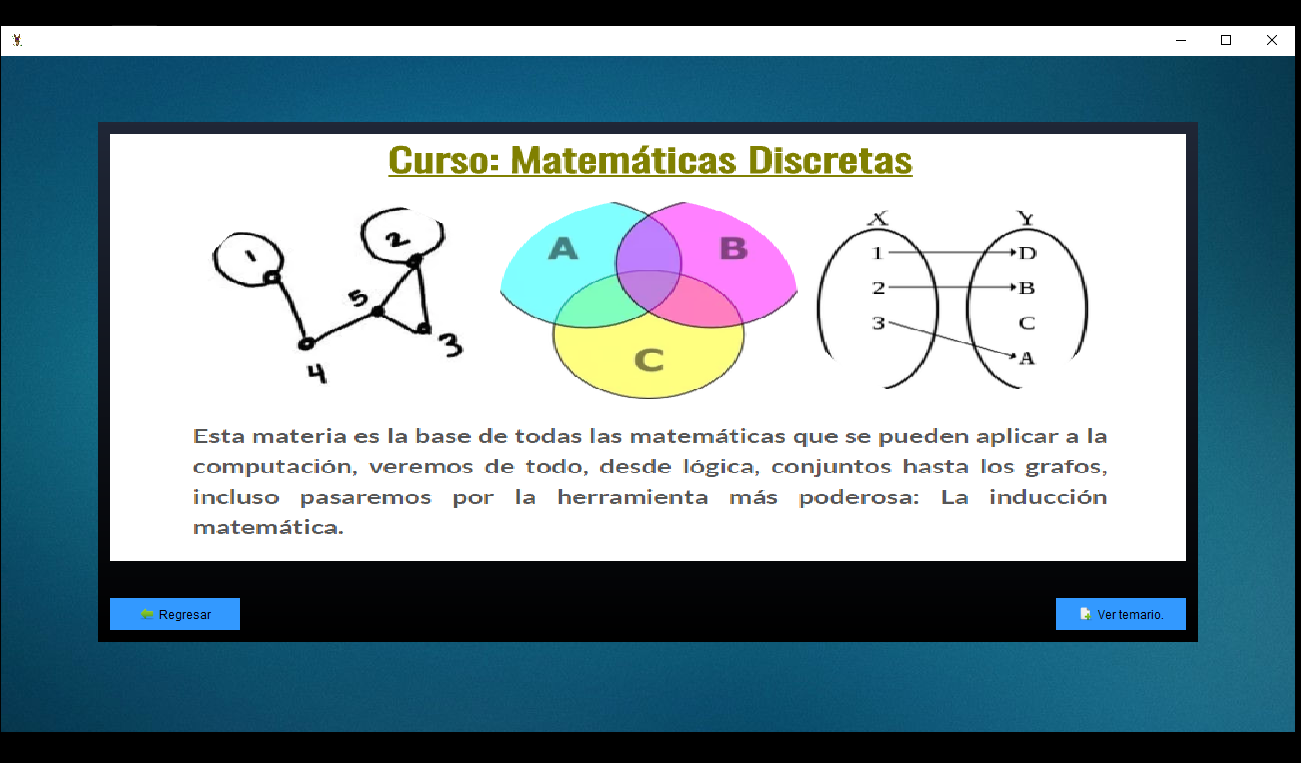 Curso: Matemáticas Discretas
1
2
5
3
4
A
B
C
X
Y
1
D
2
B
3
C
A
Esta materia es la base de todas las matemáticas que se pueden aplicar a la
computación, veremos de todo, desde lógica, conjuntos hasta los grafos,
incluso pasaremos por la herramienta más poderosa: La inducción
matemática.
Regresar
Ver temario.